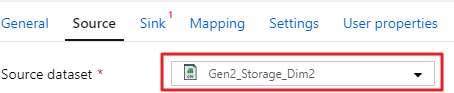 General Source Sink 1 Mapping Settings User properties
Source dataset * Gen2_Storage_Dim2